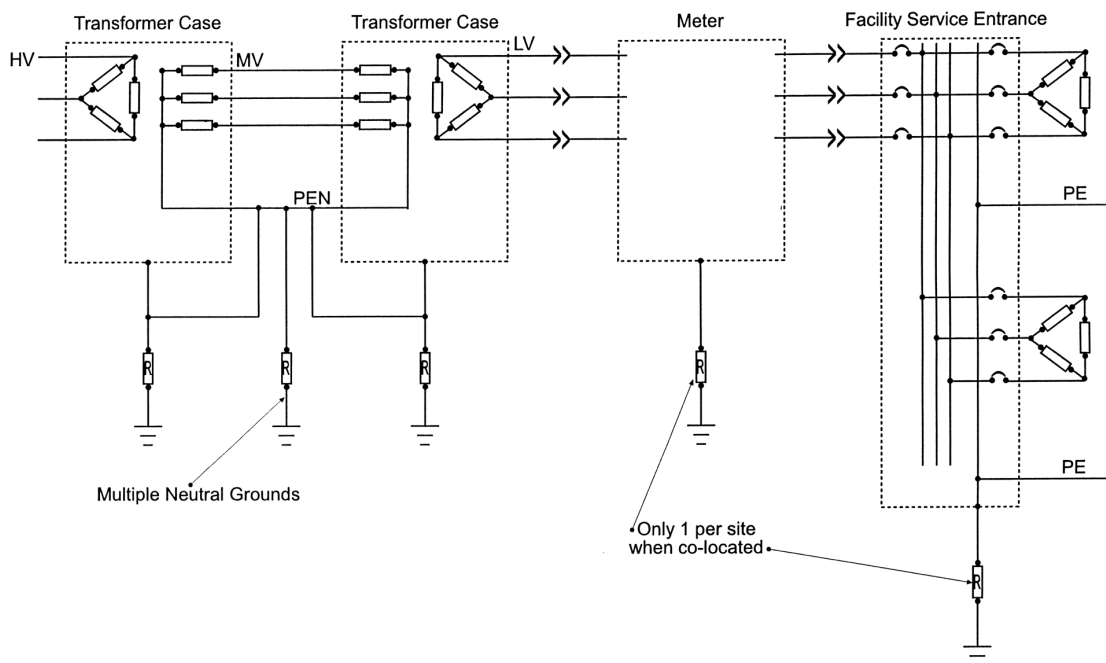 Transformer Case
Transformer Case
Meter
Facility Service Entrance
HV
MV
LV
PEN
PE
R
R
R
R
PE
Multiple Neutral Grounds
Only 1 per site
when co-located
R